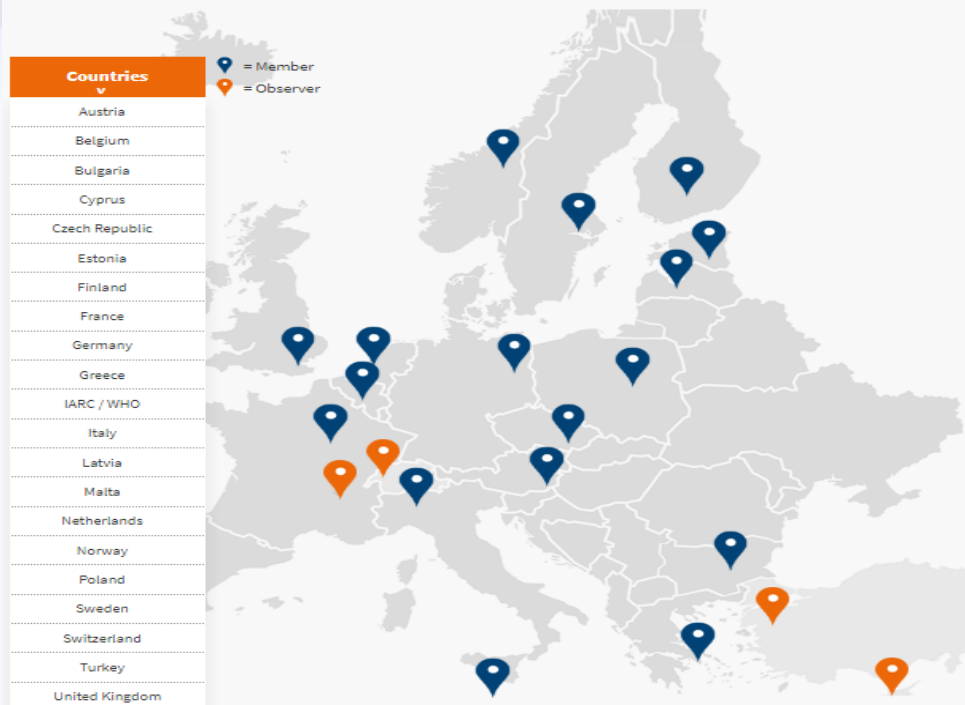 Countries
v
= Member
= Observer
Austria
Belgium
Bulgaria
Cyprus
Czech Republic
Estonia
Finland
France
Germany
Greece
IARC / WHO
Italy
Latvia
Malta
Netherlands
Norway
Poland
Sweden
Switzerland
Turkey
United Kingdom